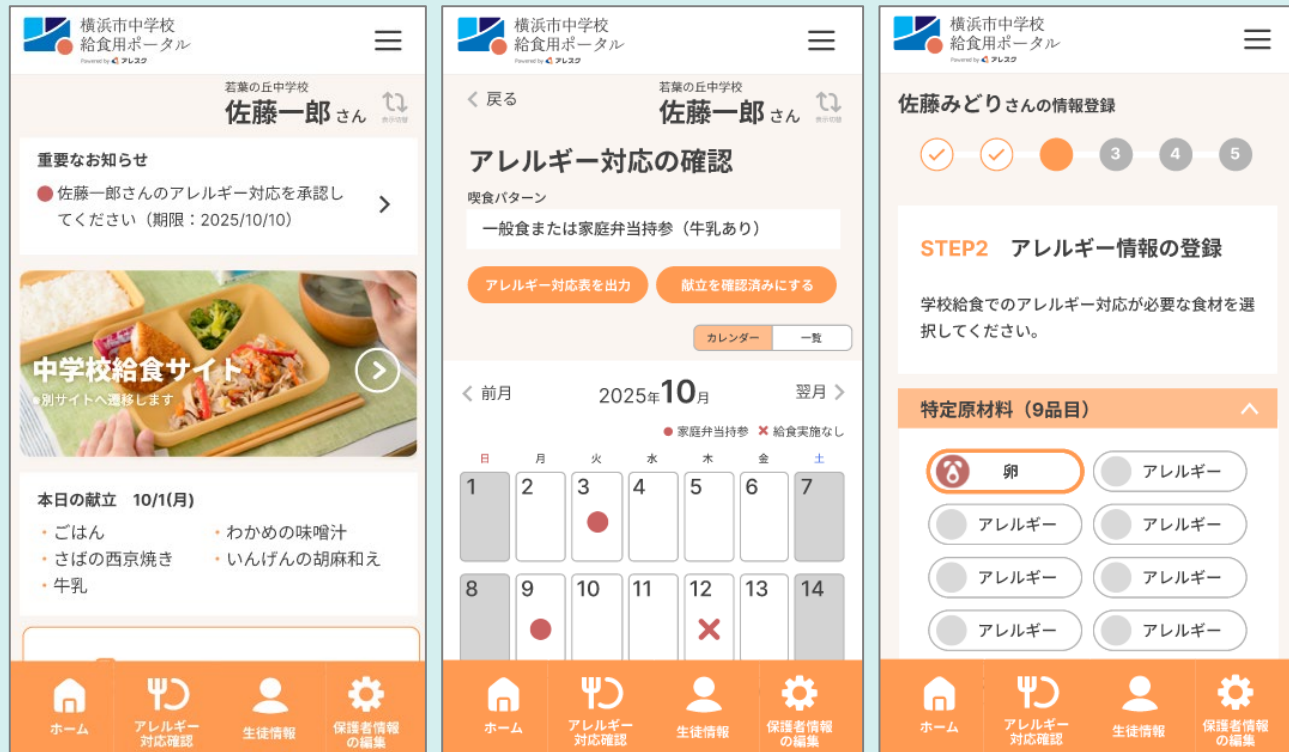 横浜市中学校
給食用ポータル
Powered by アレスク
若葉の丘中学校
佐藤一郎さん
表示切替
重要なお知らせ
佐藤一郎さんのアレルギー対応を承認し
てください（期限：2025/10/10）
中学校給食サイト
●別サイトへ遷移します
本日の献立 10/1(月)
・ごはん
・わかめの味噌汁
・さばの西京焼き
・いんげんの胡麻和え
・牛乳
ホーム
アレルギー
対応確認
生徒情報
保護者情報
の編集
横浜市中学校
給食用ポータル
Powered by アレスク
戻る
若葉の丘中学校
佐藤一郎さん
表示切替
アレルギー対応の確認
喫食パターン
一般食または家庭弁当持参（牛乳あり）
アレルギー対応表を出力
献立を確認済みにする
カレンダー
一覧
前月
2025年10月
翌月
家庭弁当持参
給食実施なし
日 月 火 水 木 金 土
1 2 3 4 5 6 7
8 9 10 11 12 13 14
ホーム
アレルギー
対応確認
生徒情報
保護者情報
の編集
横浜市中学校
給食用ポータル
Powered by アレスク
佐藤みどりさんの情報登録
3 4 5
STEP2 アレルギー情報の登録
学校給食でのアレルギー対応が必要な食材を選
択してください。
特定原材料（9品目）
卵
アレルギー
アレルギー
アレルギー
アレルギー
アレルギー
アレルギー
アレルギー
ホーム
アレルギー
対応確認
生徒情報
保護者情報
の編集